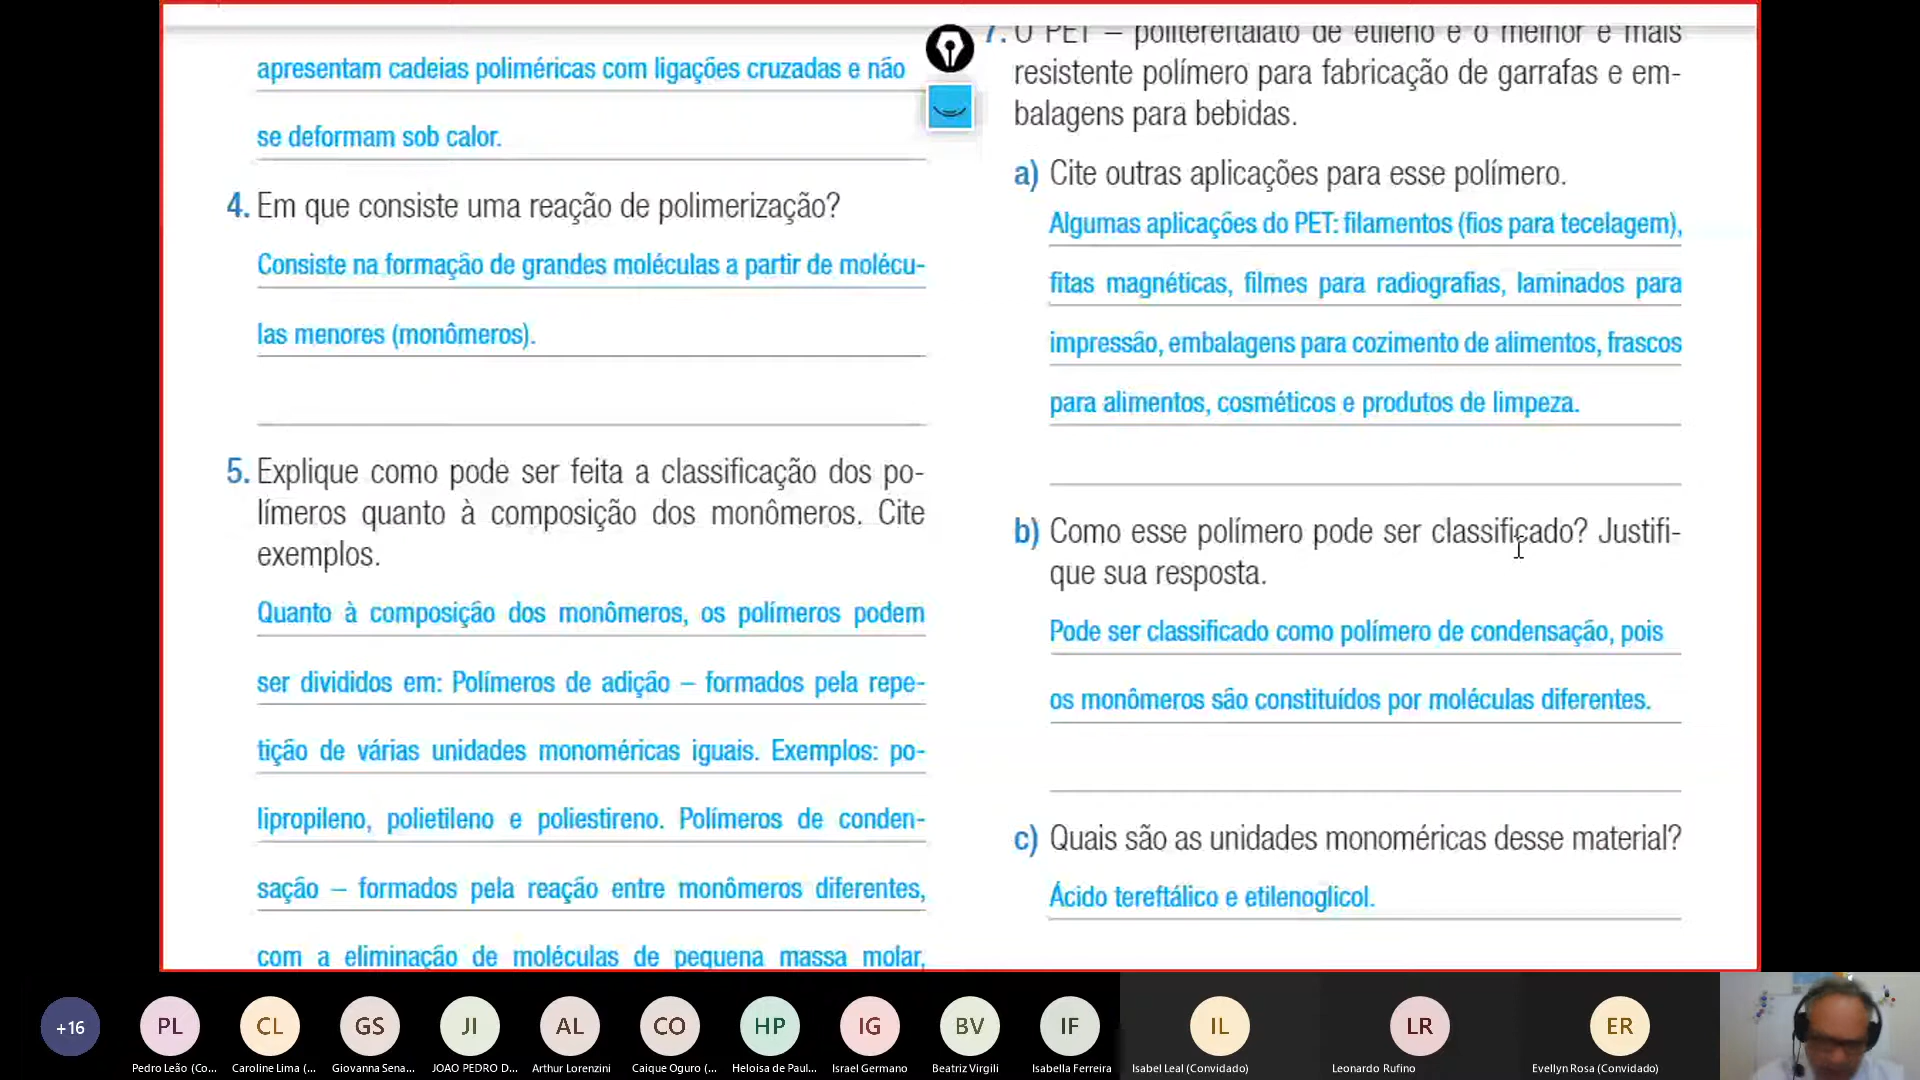 apresentam cadeias poliméricas com ligações cruzadas e não
se deformam sob calor.
4. Em que consiste uma reação de polimerização?
Consiste na formação de grandes moléculas a partir de molécu-
las menores (monômeros).
5. Explique como pode ser feita a classificação dos po-
límeros quanto à composição dos monômeros. Cite
exemplos.
Quanto à composição dos monômeros, os polímeros podem
ser divididos em: Polímeros de adição – formados pela repe-
tição de várias unidades monoméricas iguais. Exemplos: po-
lipropileno, polietileno e poliestireno. Polímeros de conden-
sação – formados pela reação entre monômeros diferentes,
com a eliminação de moléculas de pequena massa molar,
7. O PET – politereftalato de etileno é o melhor e mais
resistente polímero para fabricação de garrafas e em-
balagens para bebidas.
a) Cite outras aplicações para esse polímero.
Algumas aplicações do PET: filamentos (fios para tecelagem),
fitas magnéticas, filmes para radiografias, laminados para
impressão, embalagens para cozimento de alimentos, frascos
para alimentos, cosméticos e produtos de limpeza.
b) Como esse polímero pode ser classificado? Justifi-
que sua resposta.
Pode ser classificado como polímero de condensação, pois
os monômeros são constituídos por moléculas diferentes.
c) Quais são as unidades monoméricas desse material?
Ácido tereftálico e etilenoglicol.
+16 PL CL GS JI AL CO HP IG BV IF IL LR ER
Pedro Leão (Co... Caroline Lima (... Giovanna Sena... JOAO PEDRO D... Arthur Lorenzini Caique Oguro (... Heloisa de Paul... Israel Germano Beatriz Virgili Isabella Ferreira Isabel Leal (Convidado) Leonardo Rufino Evellyn Rosa (Convidado)